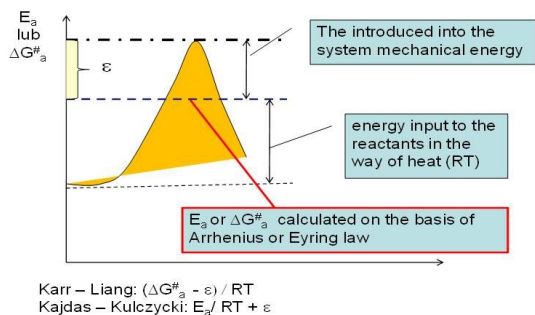 Ea
lub
ΔG#a
ε
The introduced into the
system mechanical energy
energy input to the
reactants in the
way of heat (RT)
Ea or ΔG#a calculated on the basis of
Arrhenius or Eyring law
Karr – Liang: (ΔG#a - ε) / RT
Kajdas – Kulczycki: Ea/ RT + ε